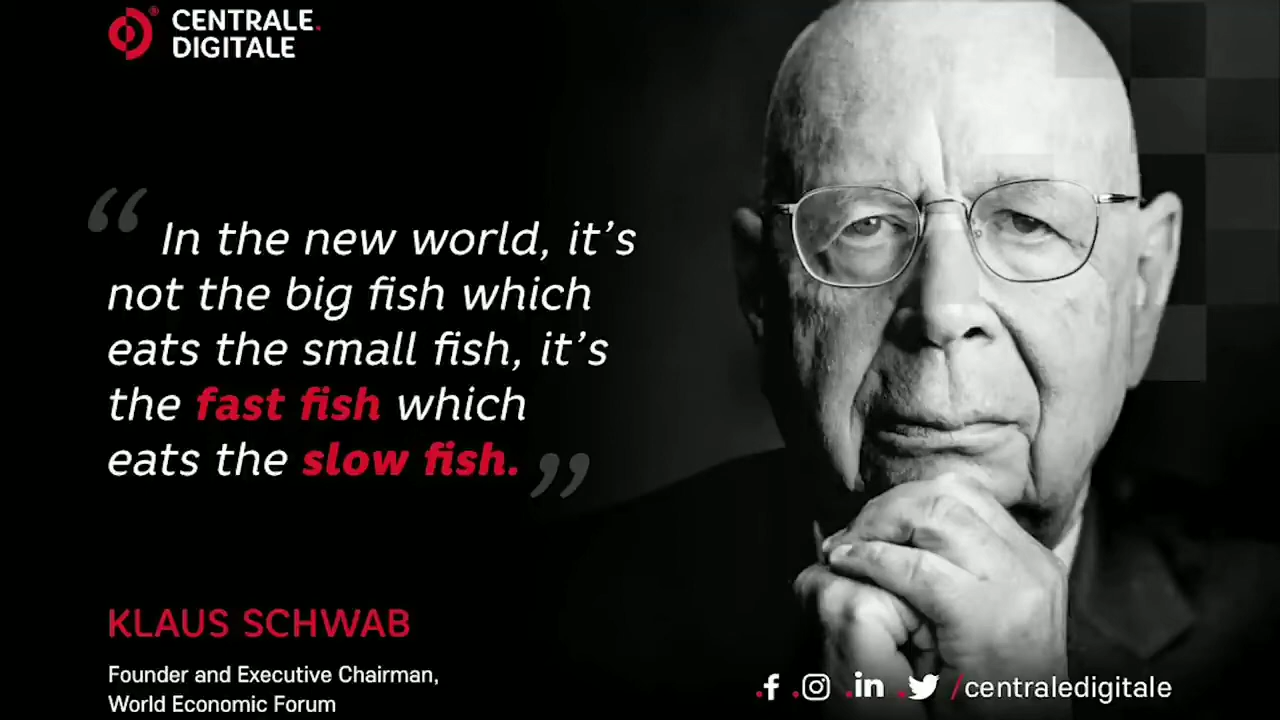 CENTRALE.
DIGITALE
“ In the new world, it’s
not the big fish which
eats the small fish, it’s
the fast fish which
eats the slow fish. ”
KLAUS SCHWAB
Founder and Executive Chairman,
World Economic Forum
.f . .in . /centraledigitale